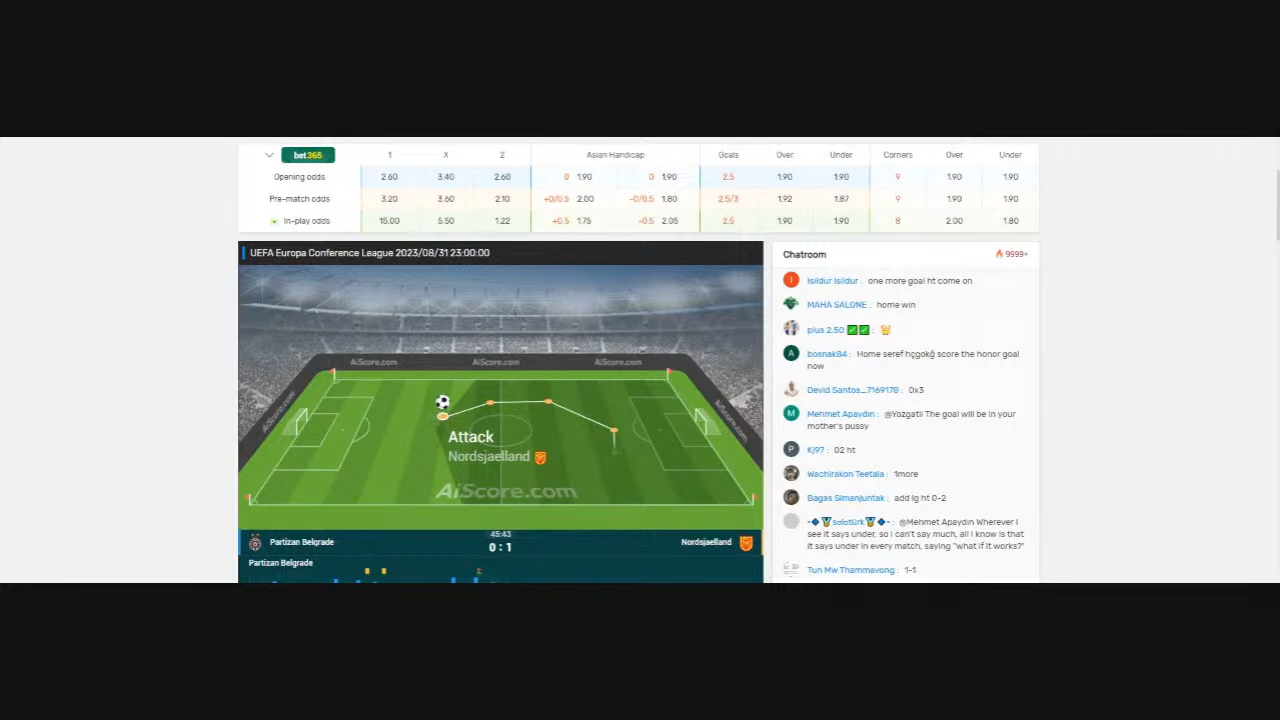 bet365 1 X 2 Asian Handicap Goals Over Under Corners Over Under
Opening odds 2.60 3.40 2.60 0 1.90 0 1.90 2.5 1.90 1.90 9 1.90 1.90
Pre-match odds 3.20 3.60 2.10 +0/0.5 2.00 -0/0.5 1.80 2.5/3 1.92 1.87 9 1.90 1.90
In-play odds 15.00 5.50 1.22 +0.5 1.75 -0.5 2.05 2.5 1.90 1.90 8 2.00 1.80
UEFA Europa Conference League 2023/08/31 23:00:00
AiScore.com AiScore.com AiScore.com
AiScore.com
AiScore.com
Attack
Nordsjaelland
AiScore.com
Partizan Belgrade 45:43 Nordsjaelland
0 : 1
Partizan Belgrade
Chatroom 9999+
I Isildur Isildur : one more goal ht come on
MAHA SALONE : home win
plus 2,50 ✅✅ :
A bosnak84 : Home seref hçgokğ score the honor goal
now
Devid Santos_7169178 : 0x3
M Mehmet Apaydın : @Yozgatli The goal will be in your
mother's pussy
P Kj97 : 02 ht
Wachirakon Teetala : 1more
Bagas Simanjuntak : add lg ht 0-2
-🔹🏅solotürk🏅🔹- : @Mehmet Apaydın Wherever I
see it says under, so I can't say much, all I know is that
it says under in every match, saying "what if it works?"
Tun Mw Thammavong : 1-1